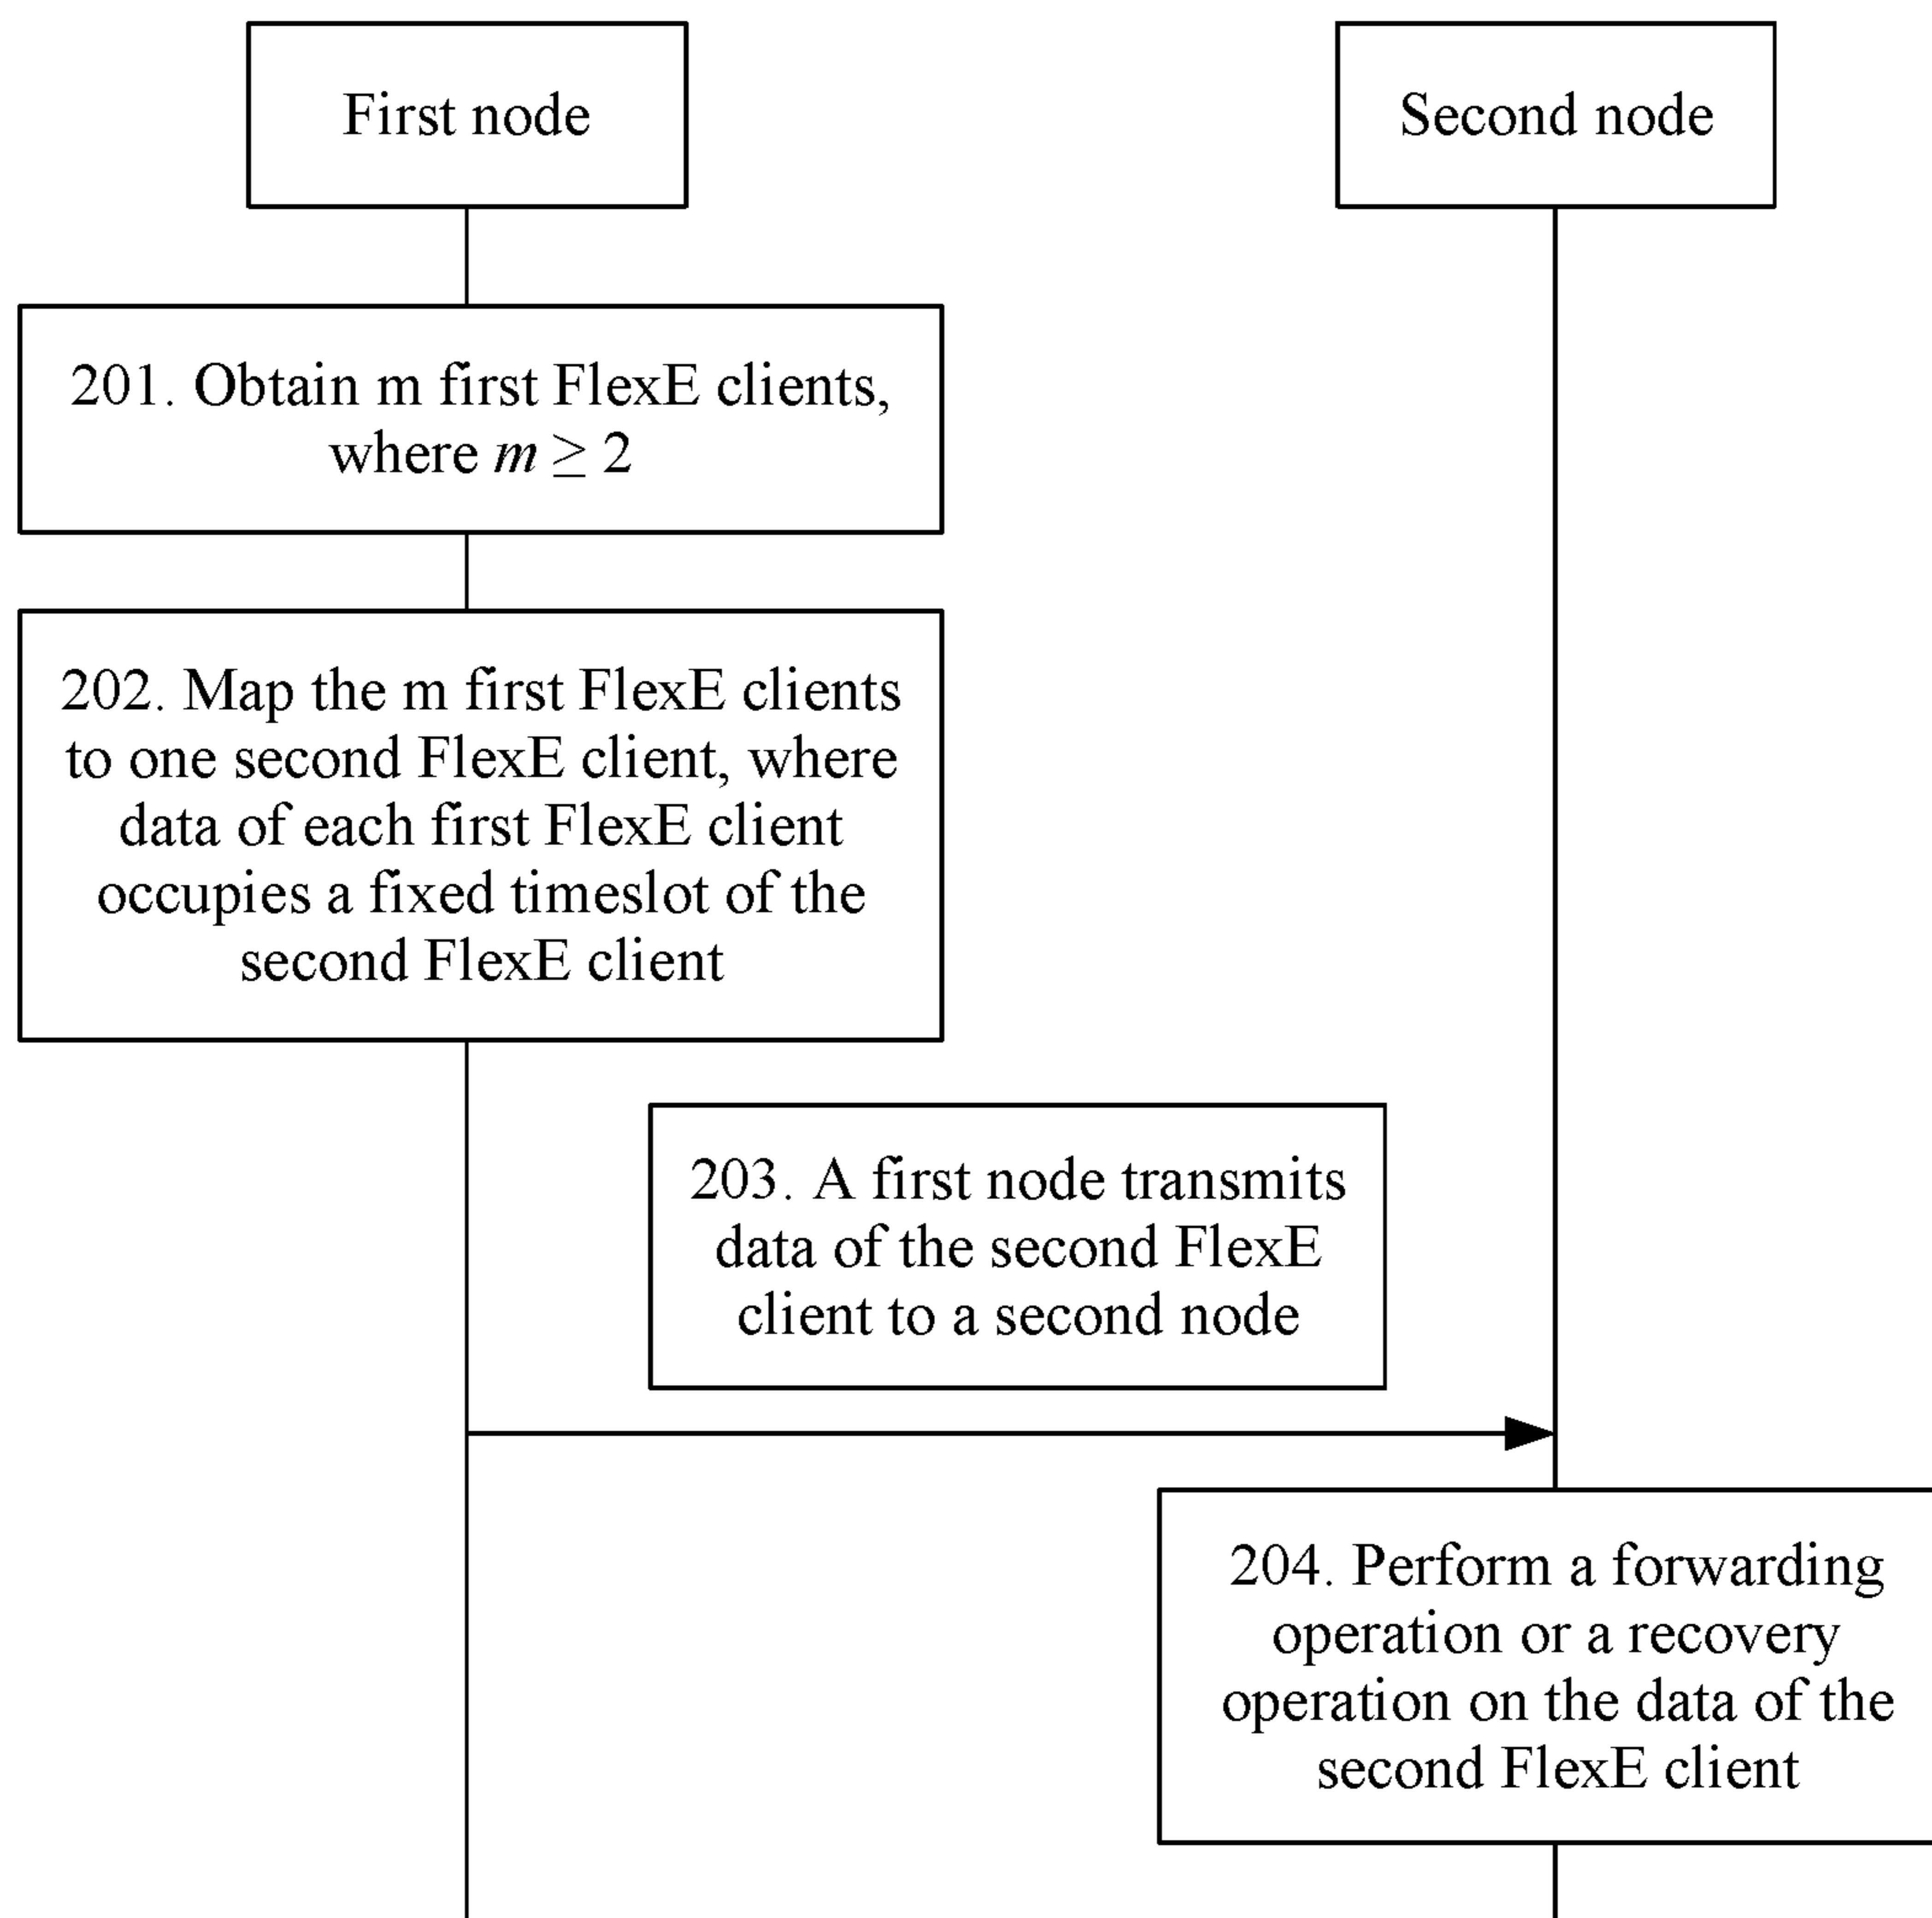 First node
Second node
201. Obtain m first FlexE clients,
where m ≥ 2
202. Map the m first FlexE clients
to one second FlexE client, where
data of each first FlexE client
occupies a fixed timeslot of the
second FlexE client
203. A first node transmits
data of the second FlexE
client to a second node
204. Perform a forwarding
operation or a recovery
operation on the data of the
second FlexE client